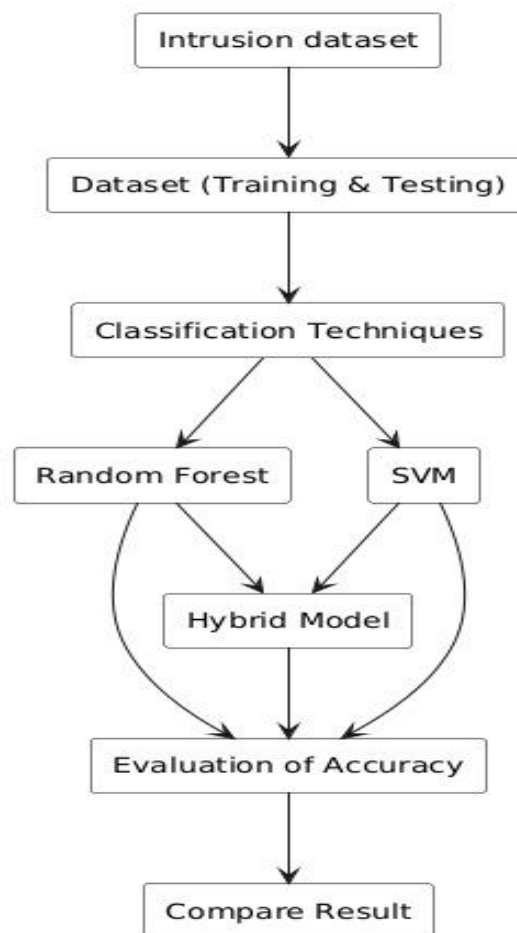 Intrusion dataset
Dataset (Training & Testing)
Classification Techniques
Random Forest
SVM
Hybrid Model
Evaluation of Accuracy
Compare Result